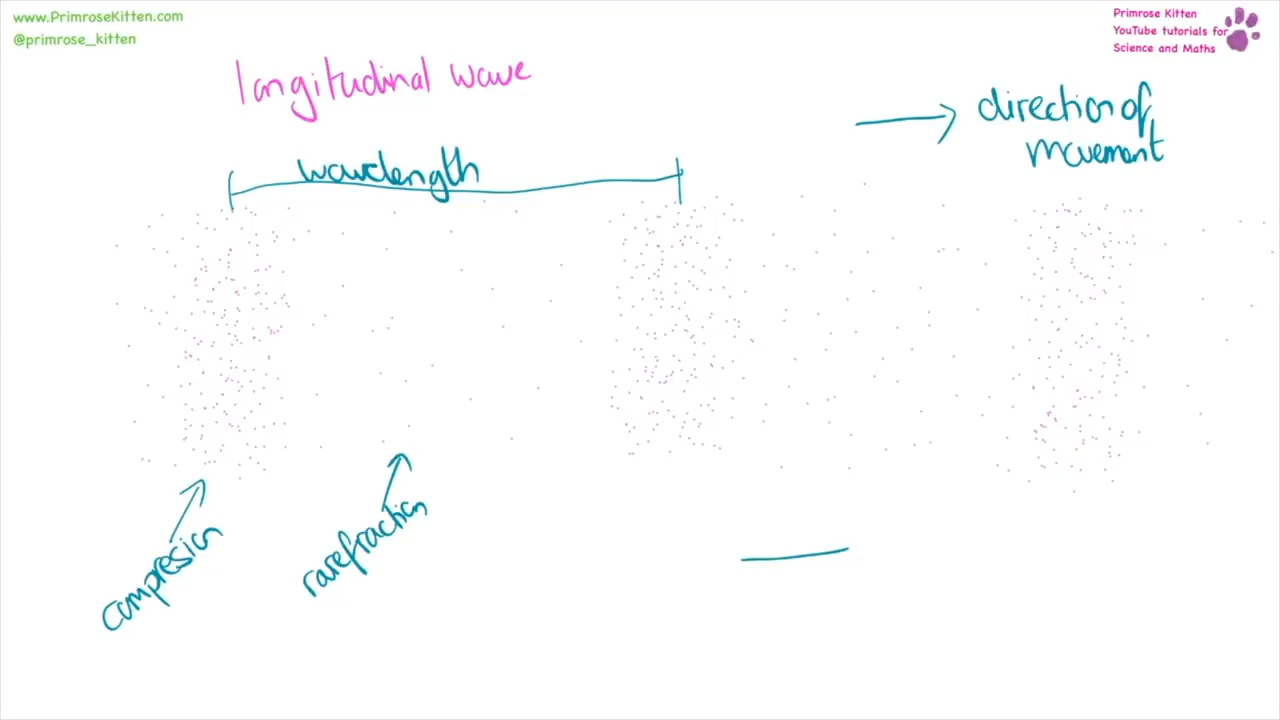 www.PrimroseKitten.com
@primrose_kitten
Primrose Kitten
YouTube tutorials for
Science and Maths
longitudinal wave
direction of
movement
wavelength
compresion
rarefraction